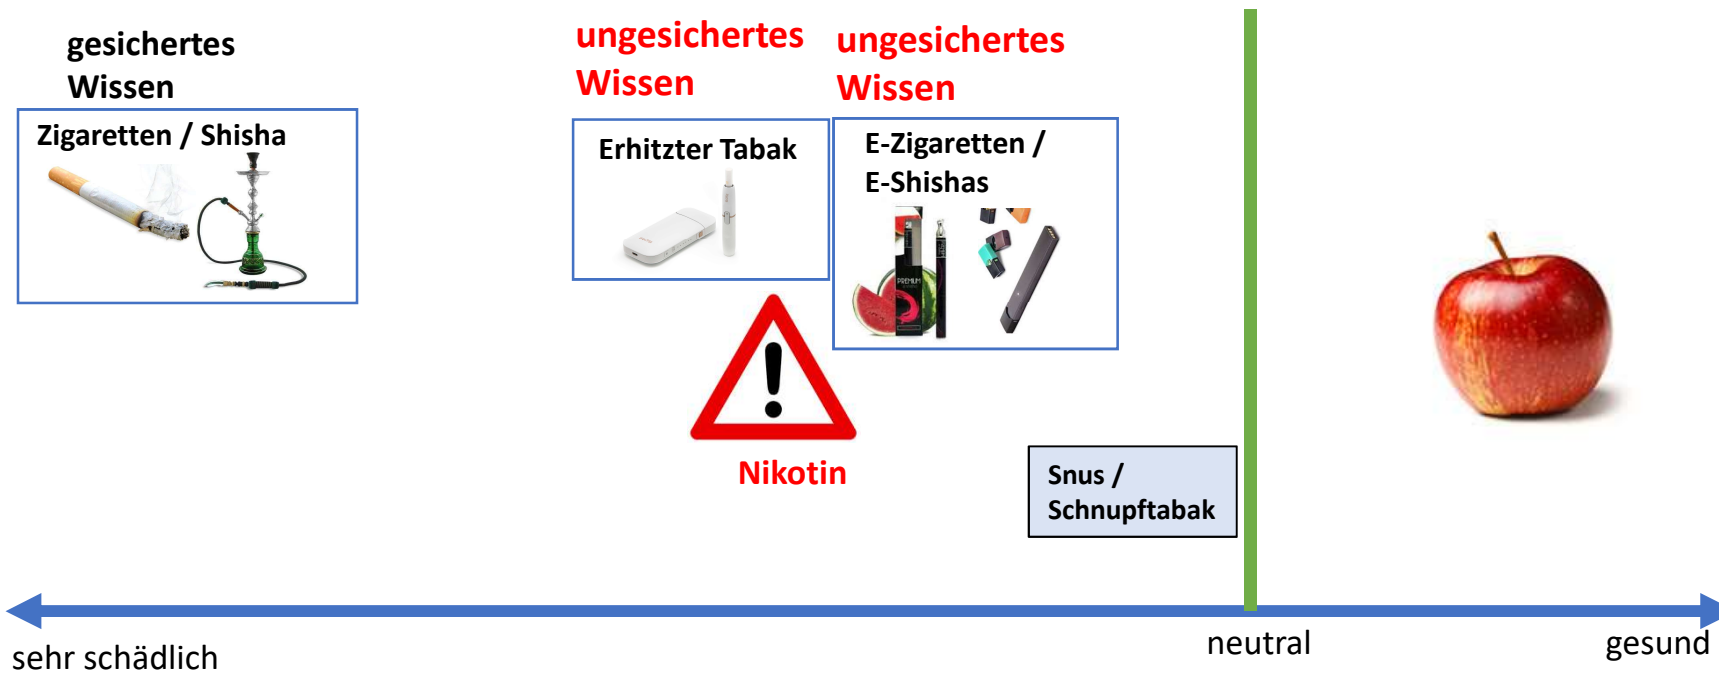 gesichertes
Wissen
Zigaretten / Shisha
ungesichertes
Wissen
Erhitzter Tabak
ungesichertes
Wissen
E-Zigaretten /
E-Shishas
PREMIUM
Nikotin
Snus /
Schnupftabak
sehr schädlich
neutral
gesund